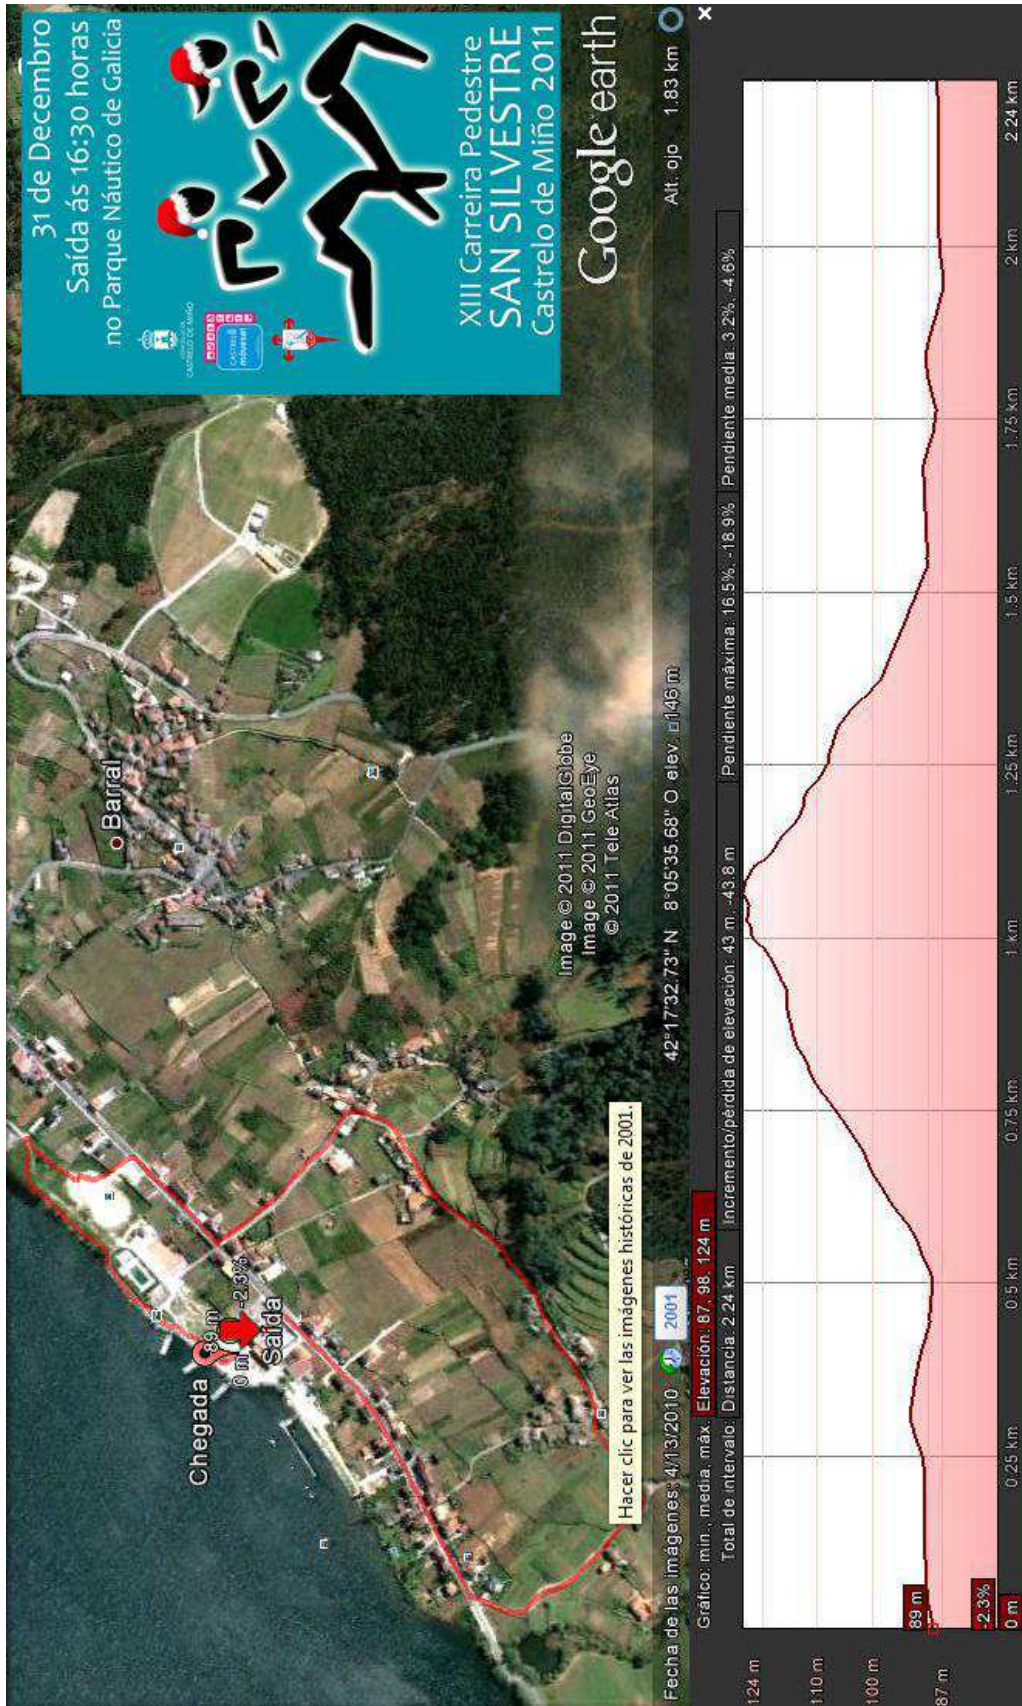 31 de Decembro
Saída ás 16:30 horas
no Parque Náutico de Galicia
CASTRELO DE MIÑO
CASTRELO
XIII Carreira Pedestre
SAN SILVESTRE
Castrelo de Miño 2011
Barral
Chegada
89 m
0 m
-2.3%
Saída
Image © 2011 DigitalGlobe
Image © 2011 GeoEye
© 2011 Tele Atlas
Google earth
Hacer clic para ver las imágenes históricas de 2001.
Fecha de las imágenes: 4/13/2010 2001 42°17'32.73" N 8°05'35.68" O elev. 146 m Alt. ojo 1.83 km
Gráfico: mín., media, máx. Elevación: 87, 98, 124 m
Total de intervalo: Distancia: 2.24 km Incremento/pérdida de elevación: 43 m, -43.8 m Pendiente máxima: 16.5%, -18.9% Pendiente media: 3.2%, -4.6%
124 m
110 m
100 m
87 m
89 m
-2.3%
0 m 0.25 km 0.5 km 0.75 km 1 km 1.25 km 1.5 km 1.75 km 2 km 2.24 km